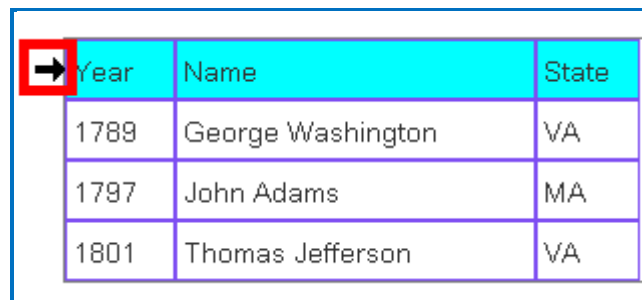 Year Name State
1789 George Washington VA
1797 John Adams MA
1801 Thomas Jefferson VA